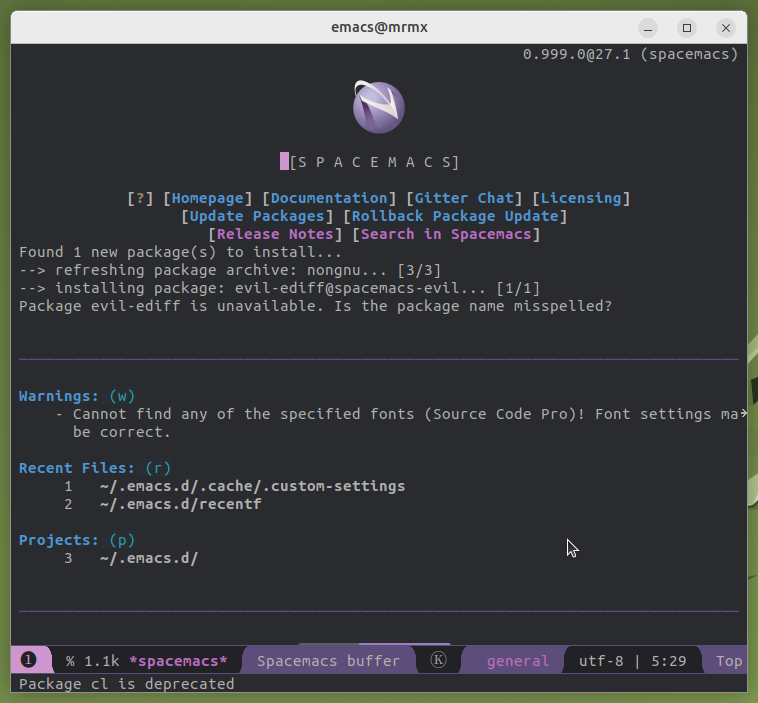 emacs@mrmx
0.999.0@27.1 (spacemacs)
[S P A C E M A C S]
[?] [Homepage] [Documentation] [Gitter Chat] [Licensing]
[Update Packages] [Rollback Package Update]
[Release Notes] [Search in Spacemacs]
Found 1 new package(s) to install...
--> refreshing package archive: nongnu... [3/3]
--> installing package: evil-ediff@spacemacs-evil... [1/1]
Package evil-ediff is unavailable. Is the package name misspelled?
Warnings: (w)
- Cannot find any of the specified fonts (Source Code Pro)! Font settings ma
be correct.
Recent Files: (r)
1 ~/.emacs.d/.cache/.custom-settings
2 ~/.emacs.d/recentf
Projects: (p)
3 ~/.emacs.d/
❶ % 1.1k *spacemacs* Spacemacs buffer Ⓚ general utf-8 | 5:29 Top
Package cl is deprecated